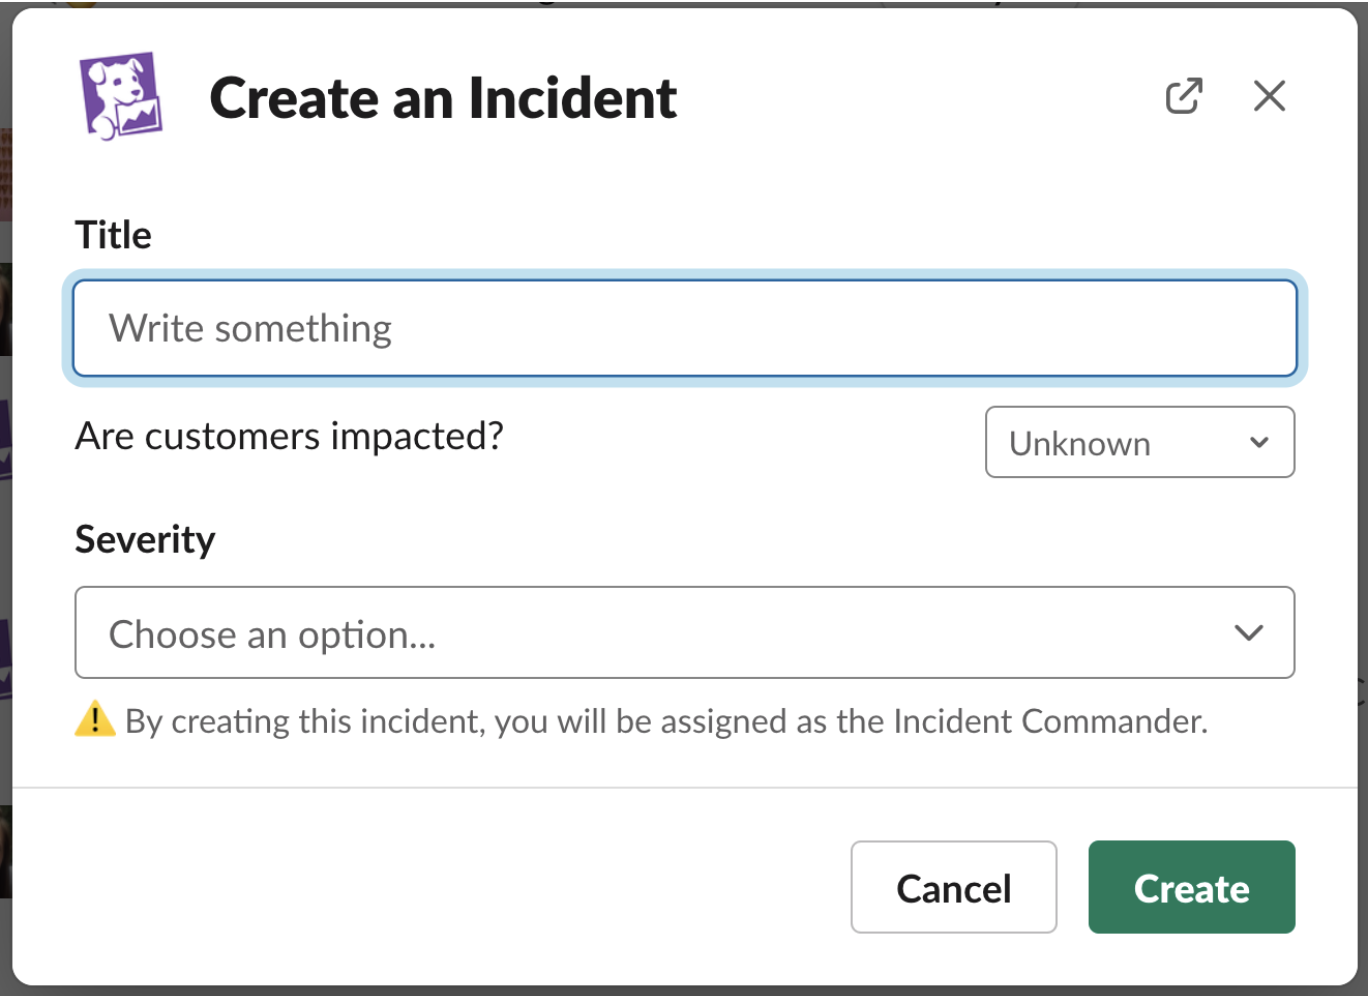 Create an Incident
Title
Write something
Are customers impacted?
Unknown
Severity
Choose an option...
By creating this incident, you will be assigned as the Incident Commander.
Cancel
Create